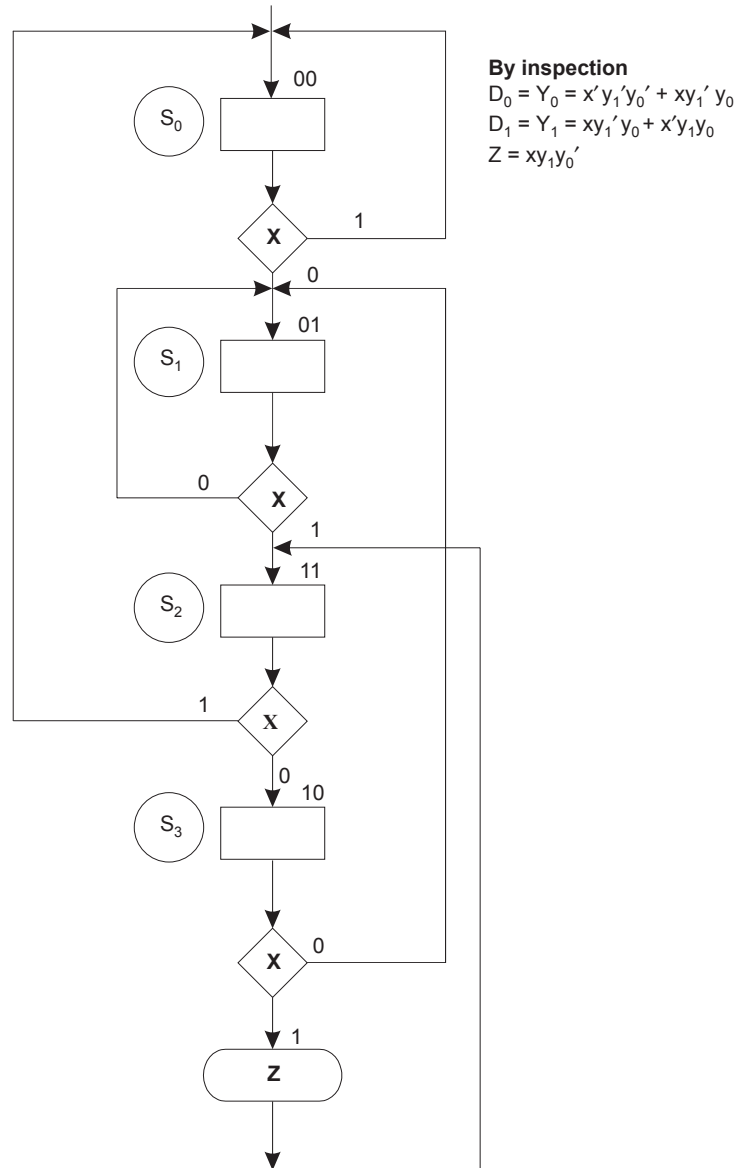 00
S₀
X
1
0
01
S₁
0
X
1
11
S₂
1
X
0
10
S₃
X
0
1
Z
By inspection
D₀ = Y₀ = x′y₁′y₀′ + xy₁′ y₀
D₁ = Y₁ = xy₁′y₀ + x′y₁y₀
Z = xy₁y₀′